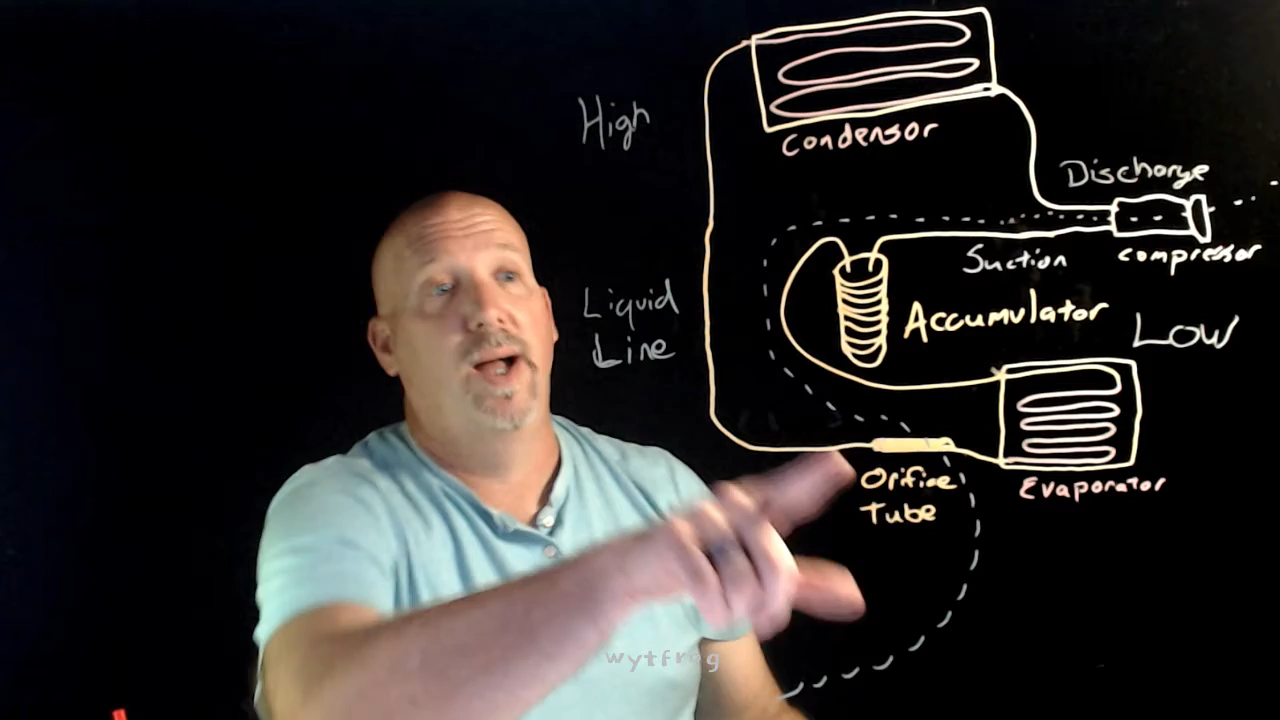 High
Condensor
Discharge
Suction
compressor
Liquid
Line
Accumulator
LOW
Orifice
Tube
Evaporator
wytfrog